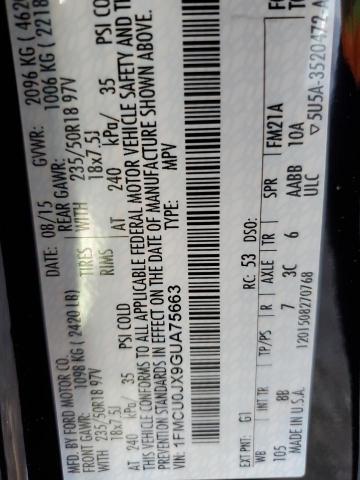 MFD. BY FORD MOTOR CO.
DATE: 08/15 GVWR: 2096 KG ( 462
FRONT GAWR: 1098 KG ( 2420 LB) REAR GAWR: 1006 KG ( 2218
WITH 235/50R18 97V TIRES WITH 235/50R18 97V
18x7.5J RIMS 18x7.5J
AT 240 kPa/ 35 PSI COLD AT 240 kPa/ 35 PSI COL
THIS VEHICLE CONFORMS TO ALL APPLICABLE FEDERAL MOTOR VEHICLE SAFETY AND T
PREVENTION STANDARDS IN EFFECT ON THE DATE OF MANUFACTURE SHOWN ABOVE.
VIN: 1FMCU0JX9GUA75663 TYPE: MPV
EXT PNT: G1 RC: 53 DSO: FM21A
WB INT TR TP/PS R AXLE TR SPR
105 8B 7 3C 6 AABB 10A
MADE IN U.S.A. 1201508270768 ULC ▽5U5A-3520472-A